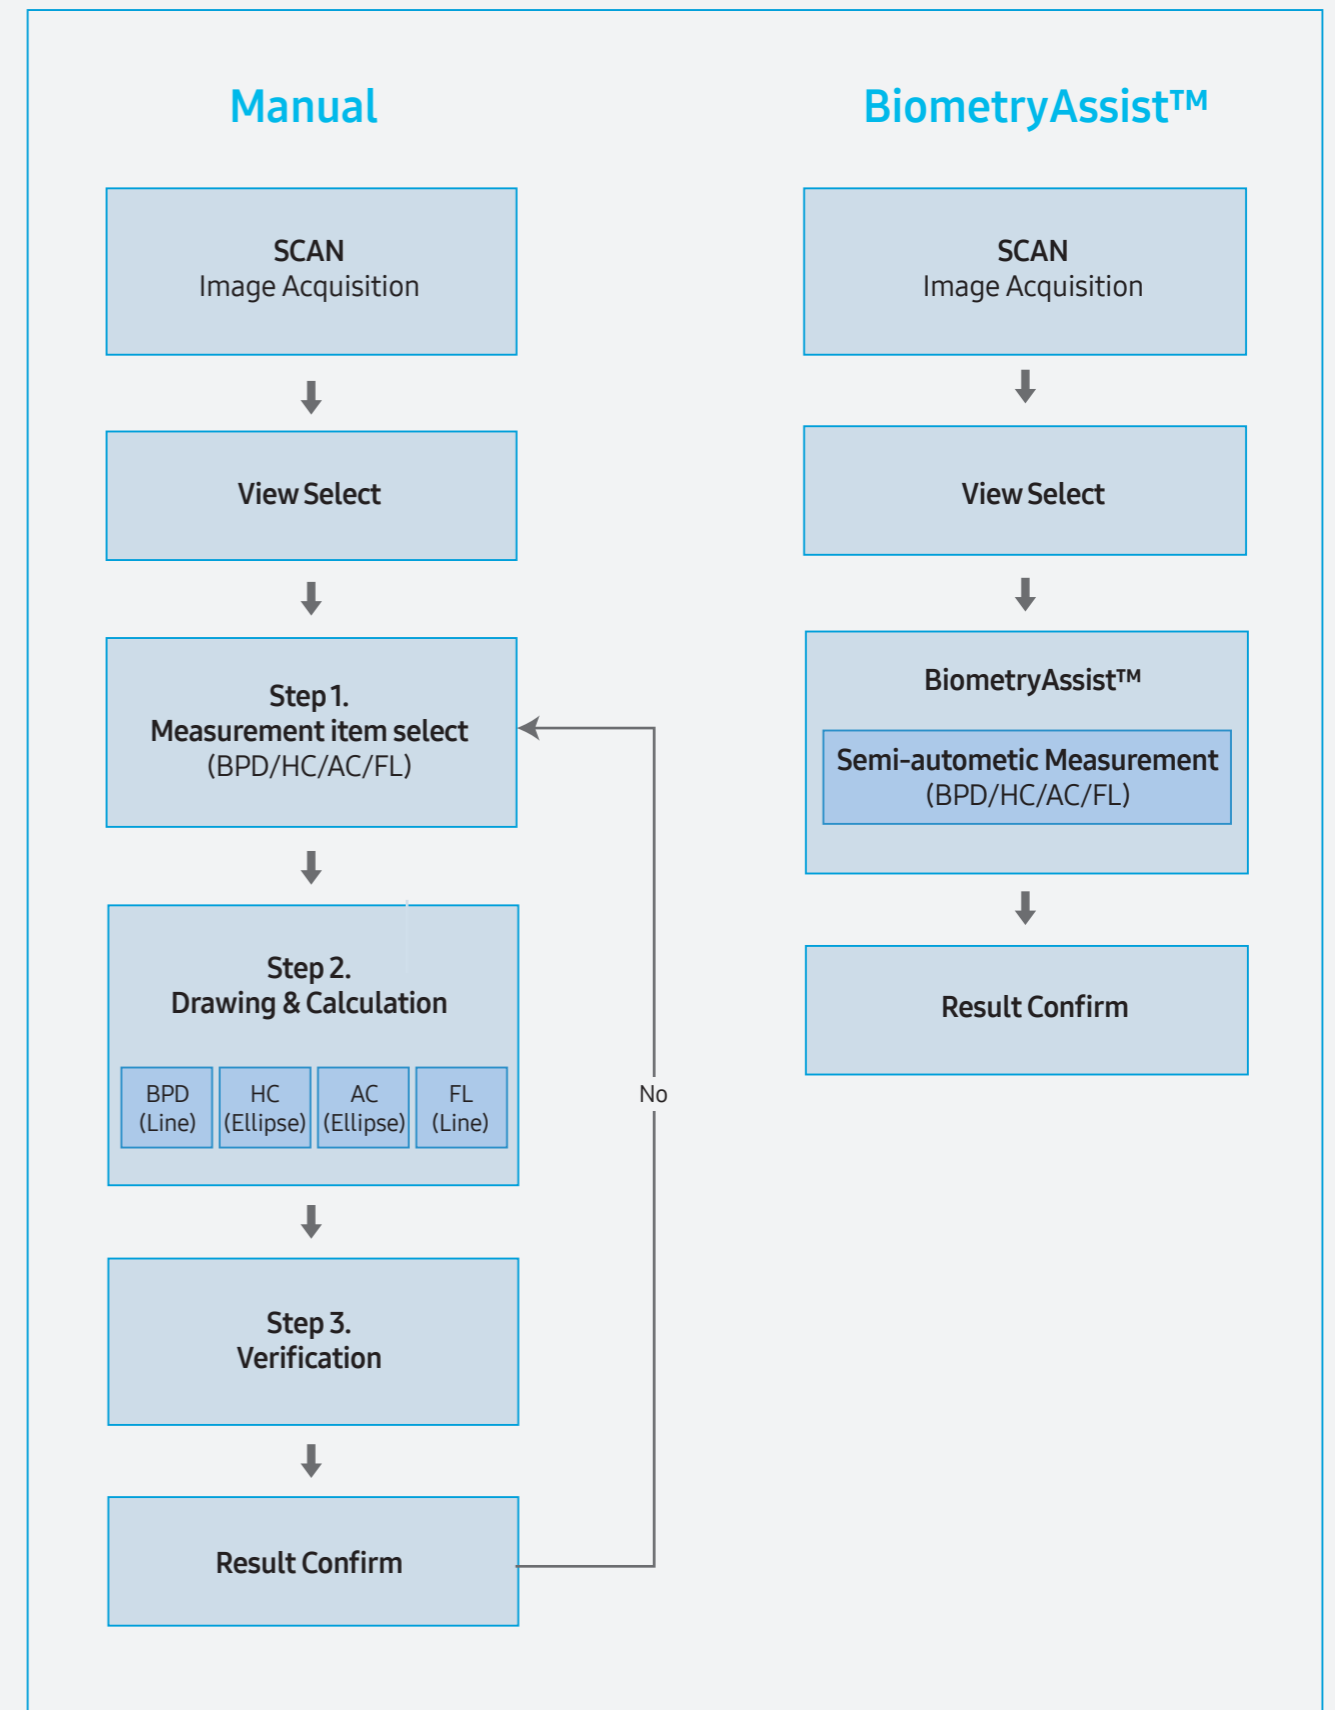 Manual
SCAN
Image Acquisition
View Select
Step 1.
Measurement item select
(BPD/HC/AC/FL)
Step 2.
Drawing & Calculation
BPD
(Line)
HC
(Ellipse)
AC
(Ellipse)
FL
(Line)
Step 3.
Verification
Result Confirm
No
BiometryAssist™
SCAN
Image Acquisition
View Select
BiometryAssist™
Semi-autometic Measurement
(BPD/HC/AC/FL)
Result Confirm